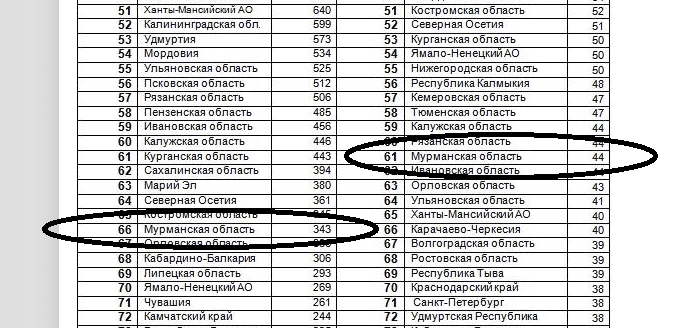 51 Ханты-Мансийский АО 640 51 Костромская область 52
52 Калининградская обл. 599 52 Северная Осетия 51
53 Удмуртия 573 53 Курганская область 50
54 Мордовия 534 54 Ямало-Ненецкий АО 50
55 Ульяновская область 525 55 Нижегородская область 50
56 Псковская область 512 56 Республика Калмыкия 48
57 Рязанская область 506 57 Кемеровская область 47
58 Пензенская область 485 58 Тюменская область 47
59 Ивановская область 456 59 Калужская область 44
60 Калужская область 446 60 Рязанская область 44
61 Курганская область 443 61 Мурманская область 44
62 Сахалинская область 394 62 Ивановская область
63 Марий Эл 380 63 Орловская область 43
64 Северная Осетия 361 64 Ульяновская область 41
65 Костромская область 345 65 Ханты-Мансийский АО 40
66 Мурманская область 343 66 Карачаево-Черкесия 40
67 Орловская область 67 Волгоградская область 39
68 Кабардино-Балкария 306 68 Ростовская область 39
69 Липецкая область 293 69 Республика Тыва 39
70 Ямало-Ненецкий АО 269 70 Краснодарский край 38
71 Чувашия 261 71 Санкт-Петербург 38
72 Камчатский край 244 72 Удмуртская Республика 38